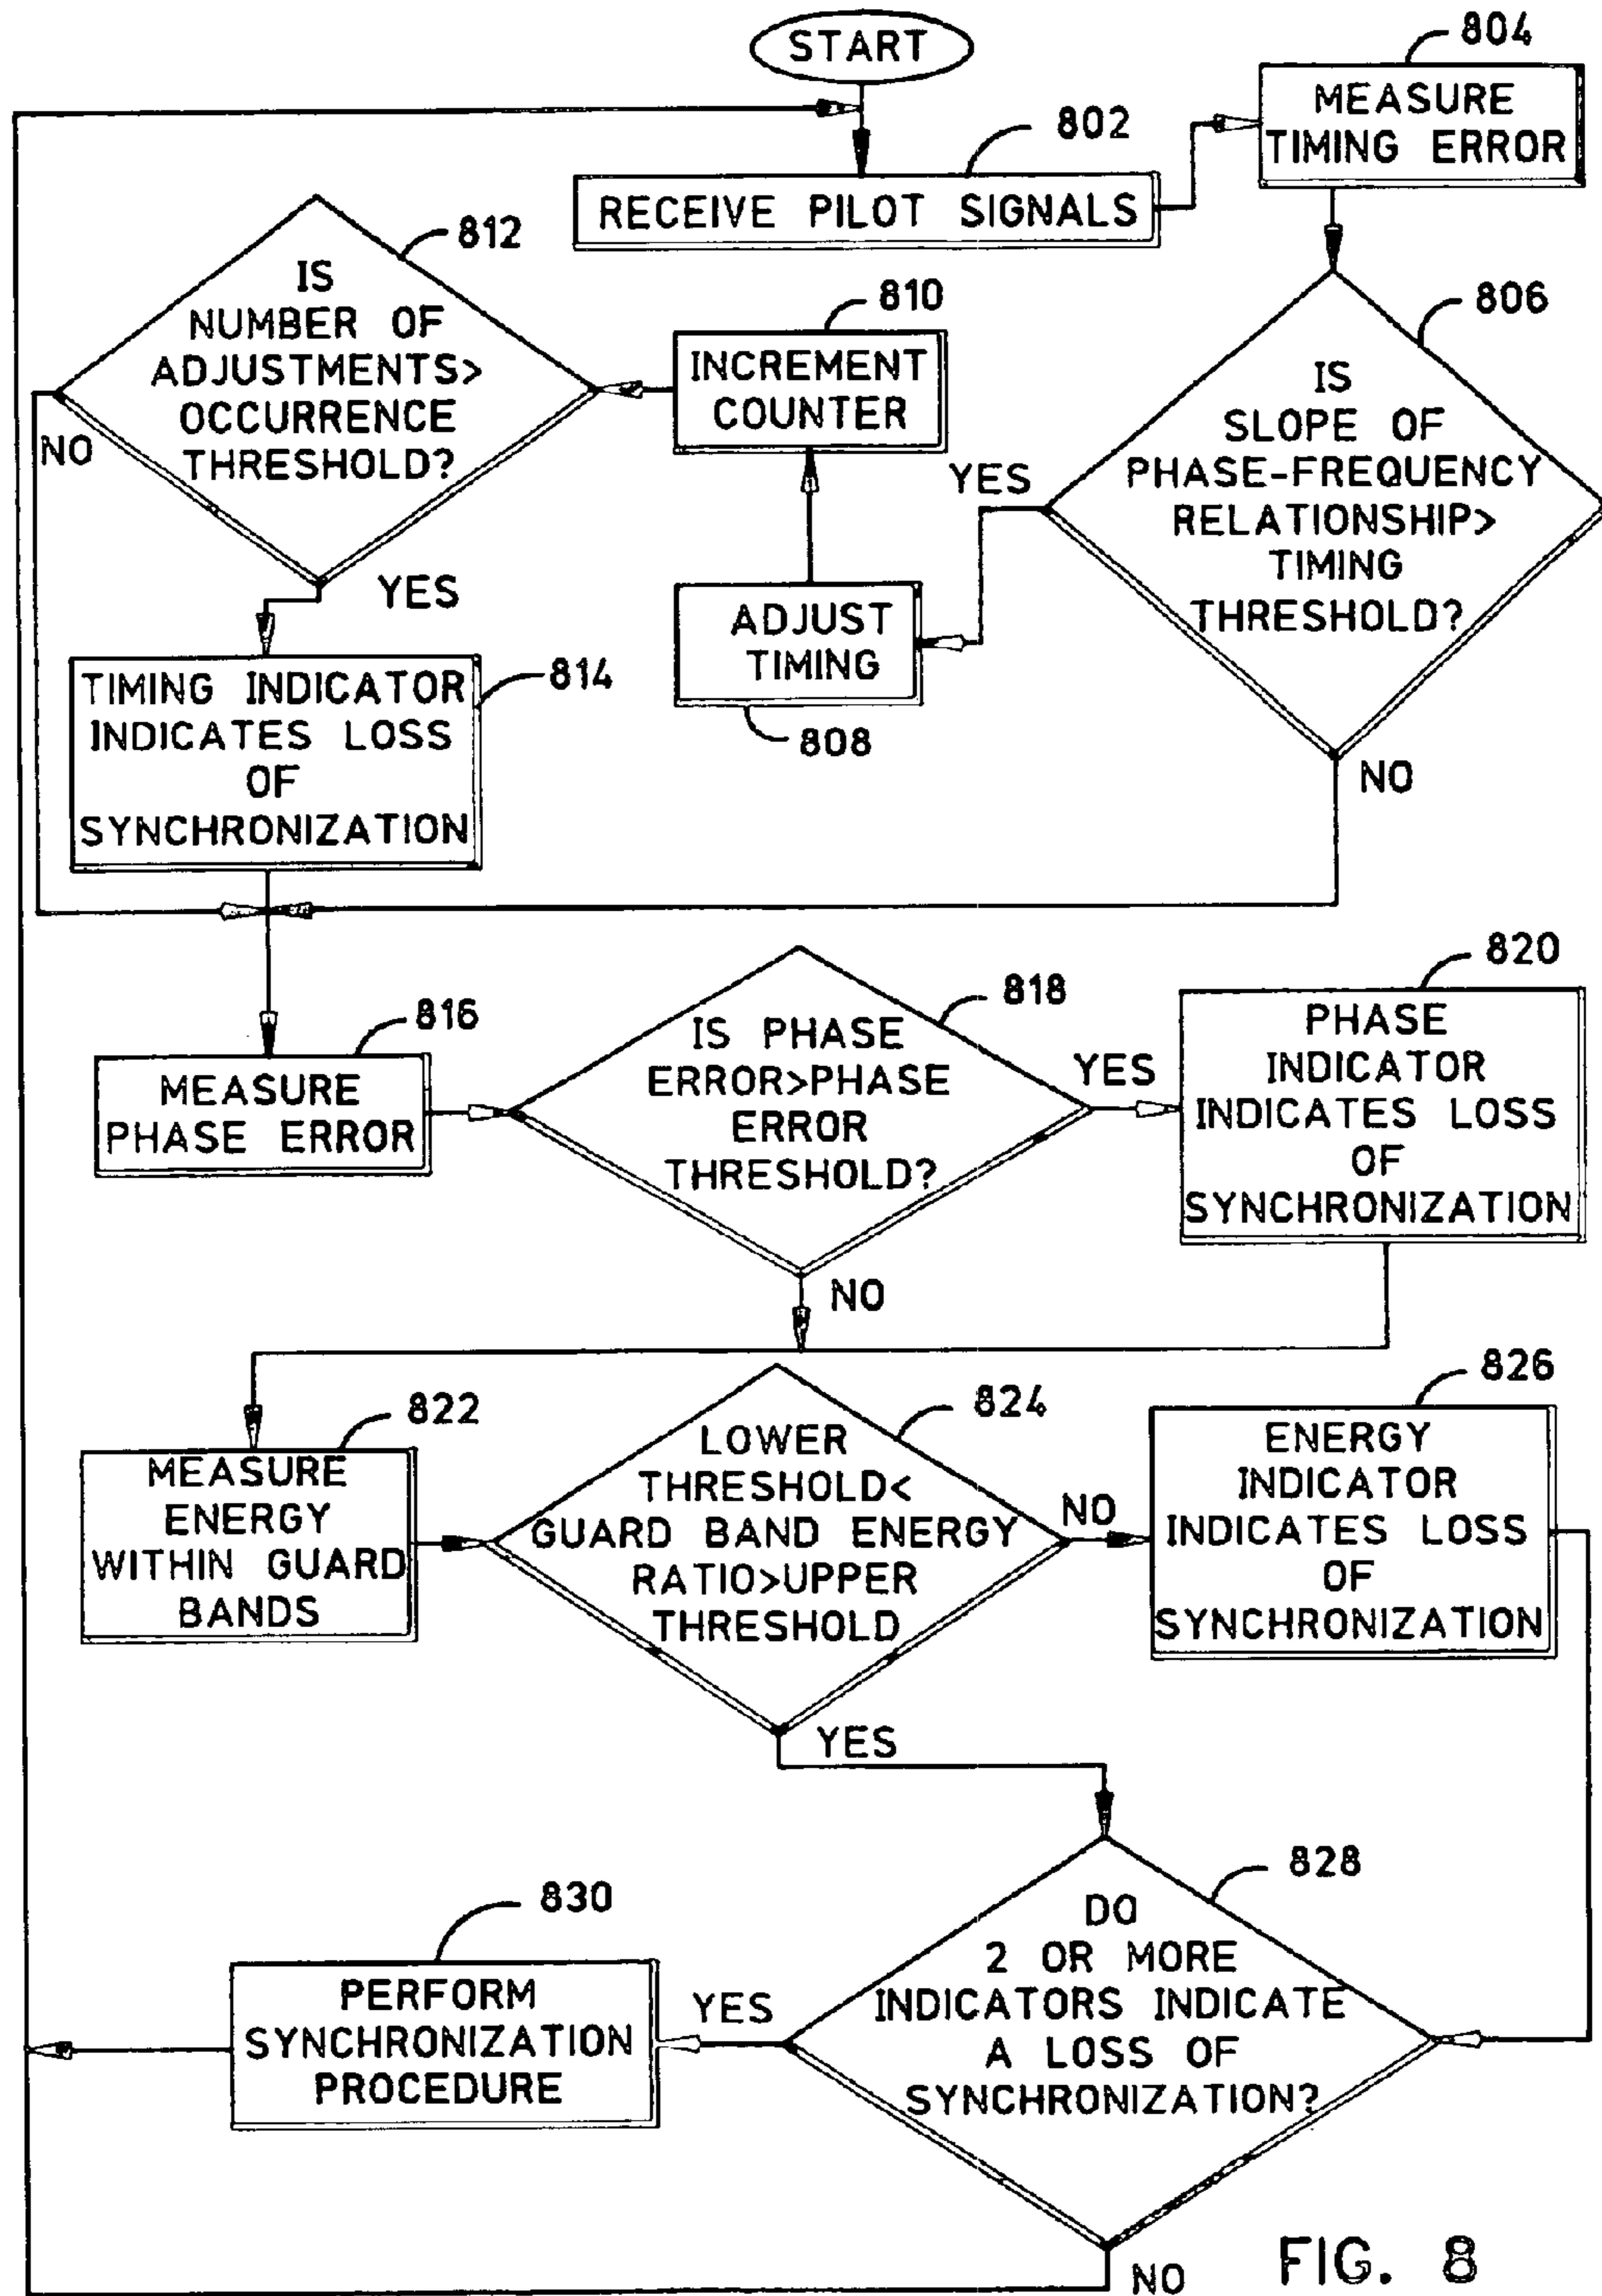 START
802
RECEIVE PILOT SIGNALS
804
MEASURE
TIMING ERROR
806
IS
SLOPE OF
PHASE-FREQUENCY
RELATIONSHIP>
TIMING
THRESHOLD?
YES
NO
ADJUST
TIMING
808
810
INCREMENT
COUNTER
812
IS
NUMBER OF
ADJUSTMENTS>
OCCURRENCE
THRESHOLD?
NO
YES
TIMING INDICATOR
INDICATES LOSS
OF
SYNCHRONIZATION
814
816
MEASURE
PHASE ERROR
818
IS PHASE
ERROR>PHASE
ERROR
THRESHOLD?
YES
NO
820
PHASE
INDICATOR
INDICATES LOSS
OF
SYNCHRONIZATION
822
MEASURE
ENERGY
WITHIN GUARD
BANDS
824
LOWER
THRESHOLD<
GUARD BAND ENERGY
RATIO>UPPER
THRESHOLD
NO
YES
826
ENERGY
INDICATOR
INDICATES LOSS
OF
SYNCHRONIZATION
828
DO
2 OR MORE
INDICATORS INDICATE
A LOSS OF
SYNCHRONIZATION?
YES
NO
830
PERFORM
SYNCHRONIZATION
PROCEDURE
FIG. 8